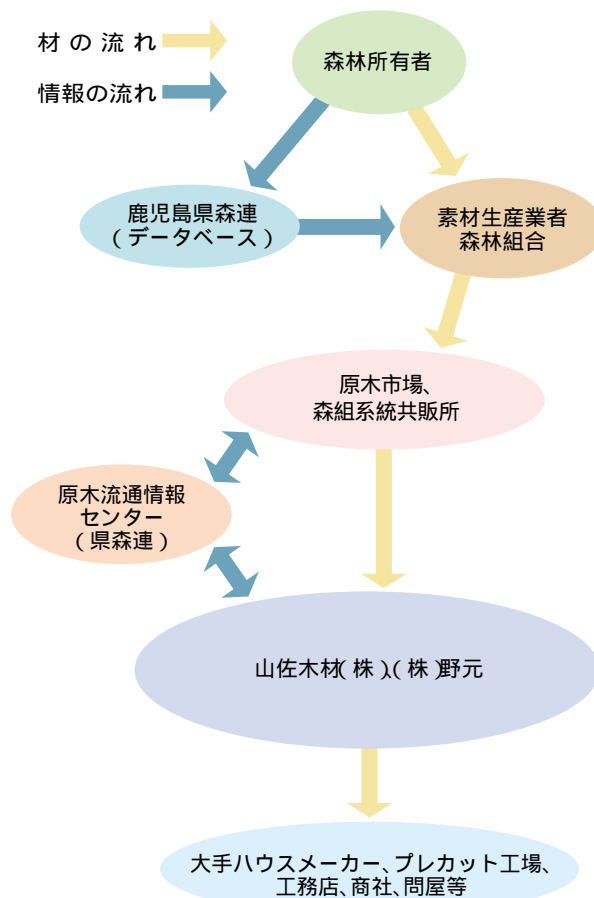 材の流れ
情報の流れ
森林所有者
鹿児島県森連
(データベース)
素材生産業者
森林組合
原木市場、
森組系統共販所
原木流通情報
センター
(県森連)
山佐木材(株)、(株)野元
大手ハウスメーカー、プレカット工場、
工務店、商社、問屋等